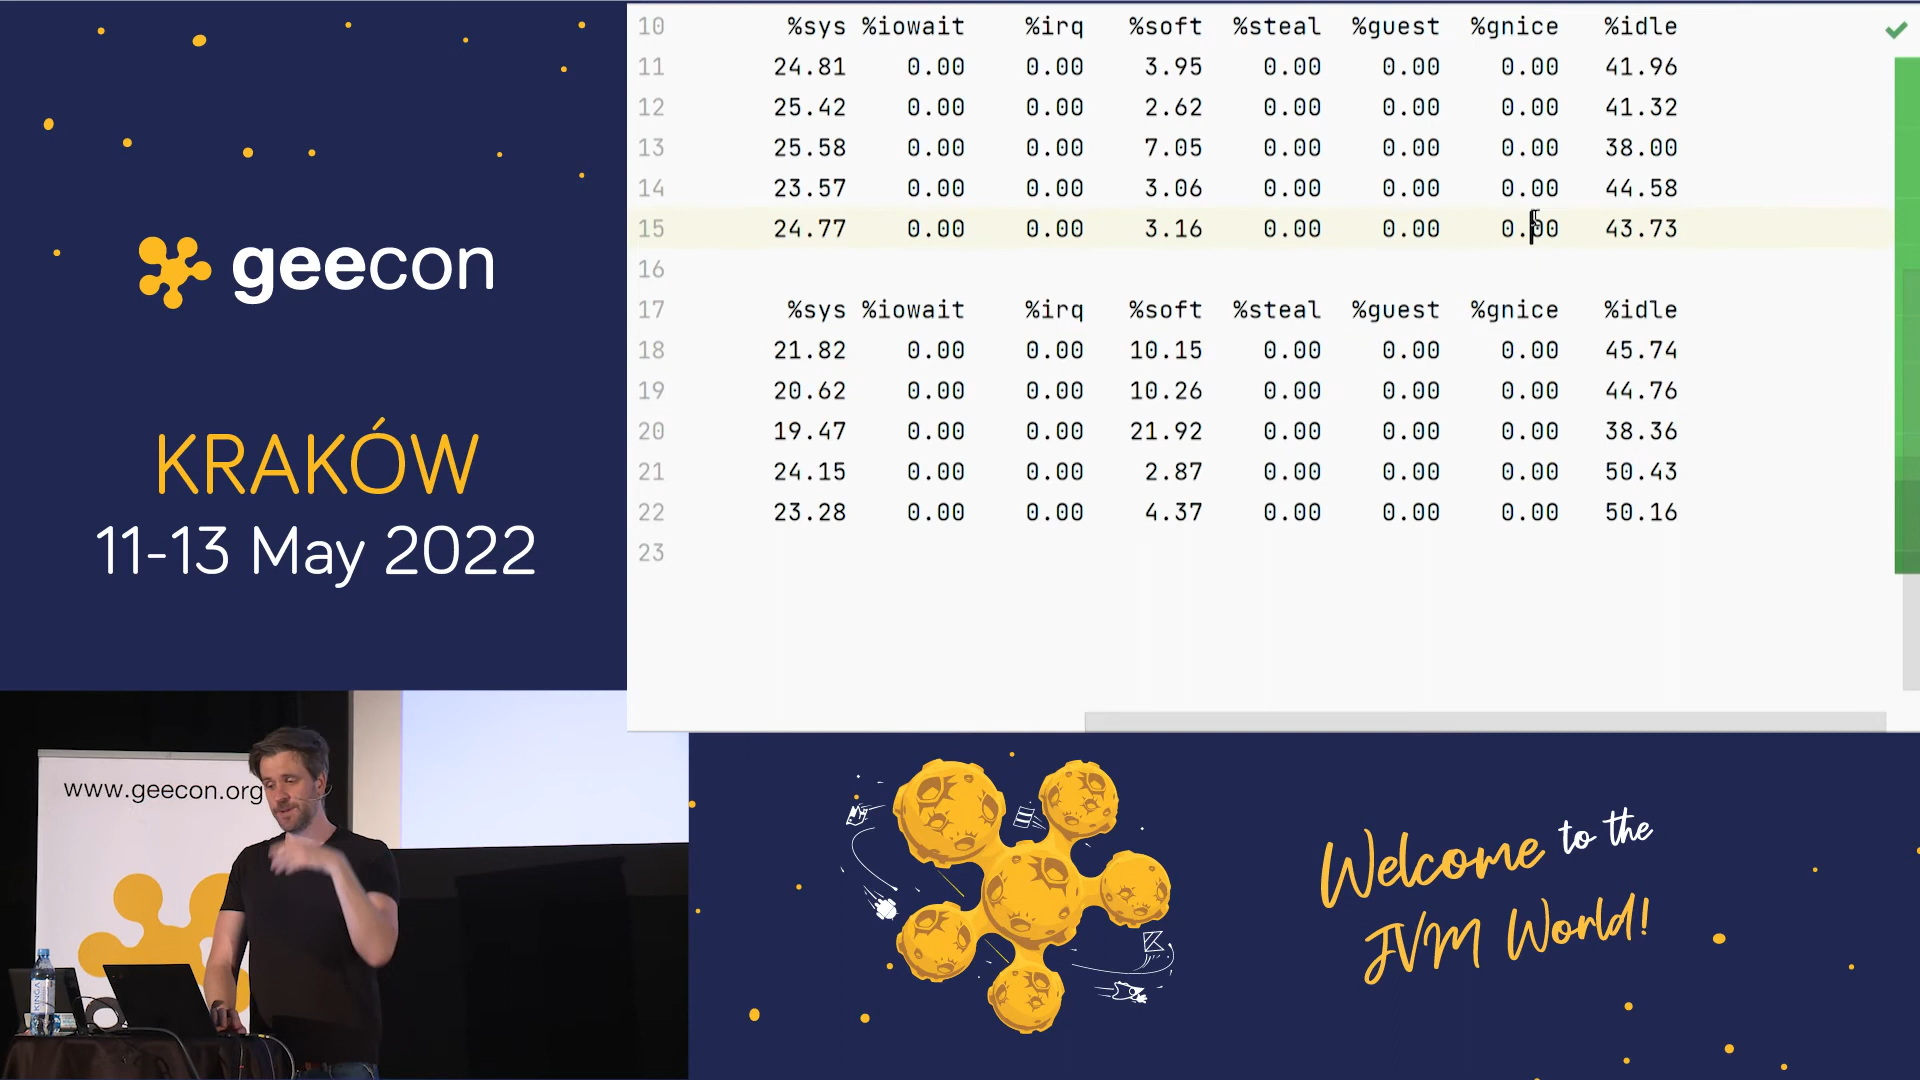 geecon
KRAKÓW
11-13 May 2022
10 %sys %iowait %irq %soft %steal %guest %gnice %idle
11 24.81 0.00 0.00 3.95 0.00 0.00 0.00 41.96
12 25.42 0.00 0.00 2.62 0.00 0.00 0.00 41.32
13 25.58 0.00 0.00 7.05 0.00 0.00 0.00 38.00
14 23.57 0.00 0.00 3.06 0.00 0.00 0.00 44.58
15 24.77 0.00 0.00 3.16 0.00 0.00 0.00 43.73
16
17 %sys %iowait %irq %soft %steal %guest %gnice %idle
18 21.82 0.00 0.00 10.15 0.00 0.00 0.00 45.74
19 20.62 0.00 0.00 10.26 0.00 0.00 0.00 44.76
20 19.47 0.00 0.00 21.92 0.00 0.00 0.00 38.36
21 24.15 0.00 0.00 2.87 0.00 0.00 0.00 50.43
22 23.28 0.00 0.00 4.37 0.00 0.00 0.00 50.16
23
www.geecon.org
KINGA
Welcome to the
JVM World!